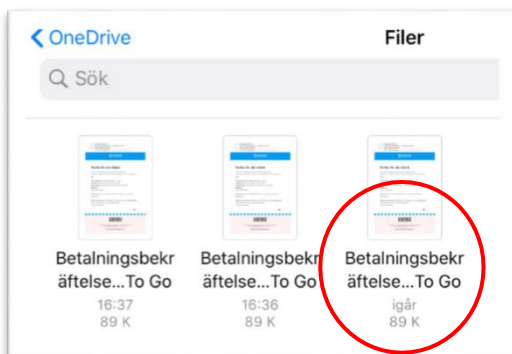 OneDrive
Filer
Sök
Betalningsbekr
äftelse...To Go
16:37
89 K
Betalningsbekr
äftelse...To Go
16:36
89 K
Betalningsbekr
äftelse...To Go
igår
89 K